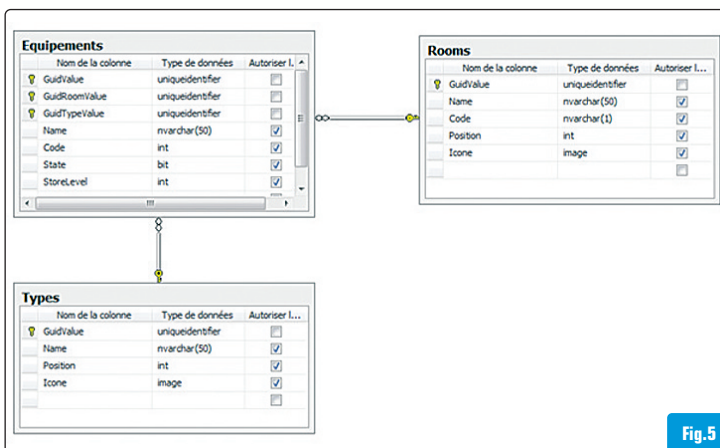 Equipements
Nom de la colonne Type de données Autoriser l.
GuidValue uniqueidentifier
GuidRoomValue uniqueidentifier
GuidTypeValue uniqueidentifier
Name nvarchar(50)
Code int
State bit
StoreLevel int
Rooms
Nom de la colonne Type de données Autoriser l...
GuidValue uniqueidentifier
Name nvarchar(50)
Code nvarchar(1)
Position int
Icone image
Types
Nom de la colonne Type de données Autoriser l...
GuidValue uniqueidentifier
Name nvarchar(50)
Position int
Icone image
Fig.5